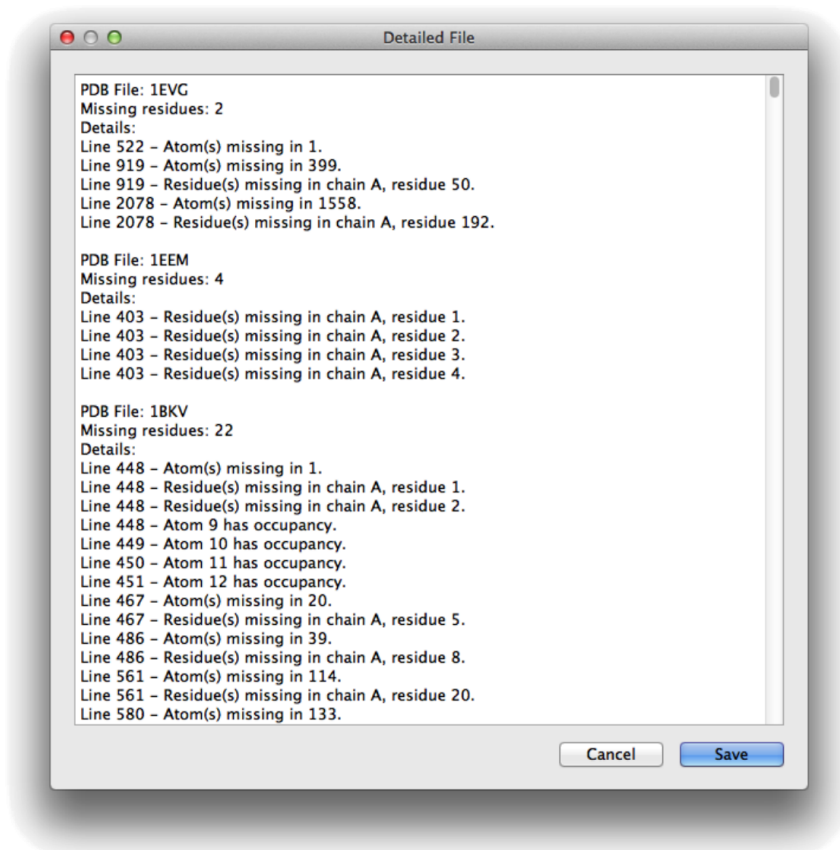 Detailed File
PDB File: 1EVG
Missing residues: 2
Details:
Line 522 – Atom(s) missing in 1.
Line 919 – Atom(s) missing in 399.
Line 919 – Residue(s) missing in chain A, residue 50.
Line 2078 – Atom(s) missing in 1558.
Line 2078 – Residue(s) missing in chain A, residue 192.
PDB File: 1EEM
Missing residues: 4
Details:
Line 403 – Residue(s) missing in chain A, residue 1.
Line 403 – Residue(s) missing in chain A, residue 2.
Line 403 – Residue(s) missing in chain A, residue 3.
Line 403 – Residue(s) missing in chain A, residue 4.
PDB File: 1BKV
Missing residues: 22
Details:
Line 448 – Atom(s) missing in 1.
Line 448 – Residue(s) missing in chain A, residue 1.
Line 448 – Residue(s) missing in chain A, residue 2.
Line 448 – Atom 9 has occupancy.
Line 449 – Atom 10 has occupancy.
Line 450 – Atom 11 has occupancy.
Line 451 – Atom 12 has occupancy.
Line 467 – Atom(s) missing in 20.
Line 467 – Residue(s) missing in chain A, residue 5.
Line 486 – Atom(s) missing in 39.
Line 486 – Residue(s) missing in chain A, residue 8.
Line 561 – Atom(s) missing in 114.
Line 561 – Residue(s) missing in chain A, residue 20.
Line 580 – Atom(s) missing in 133.
Cancel
Save